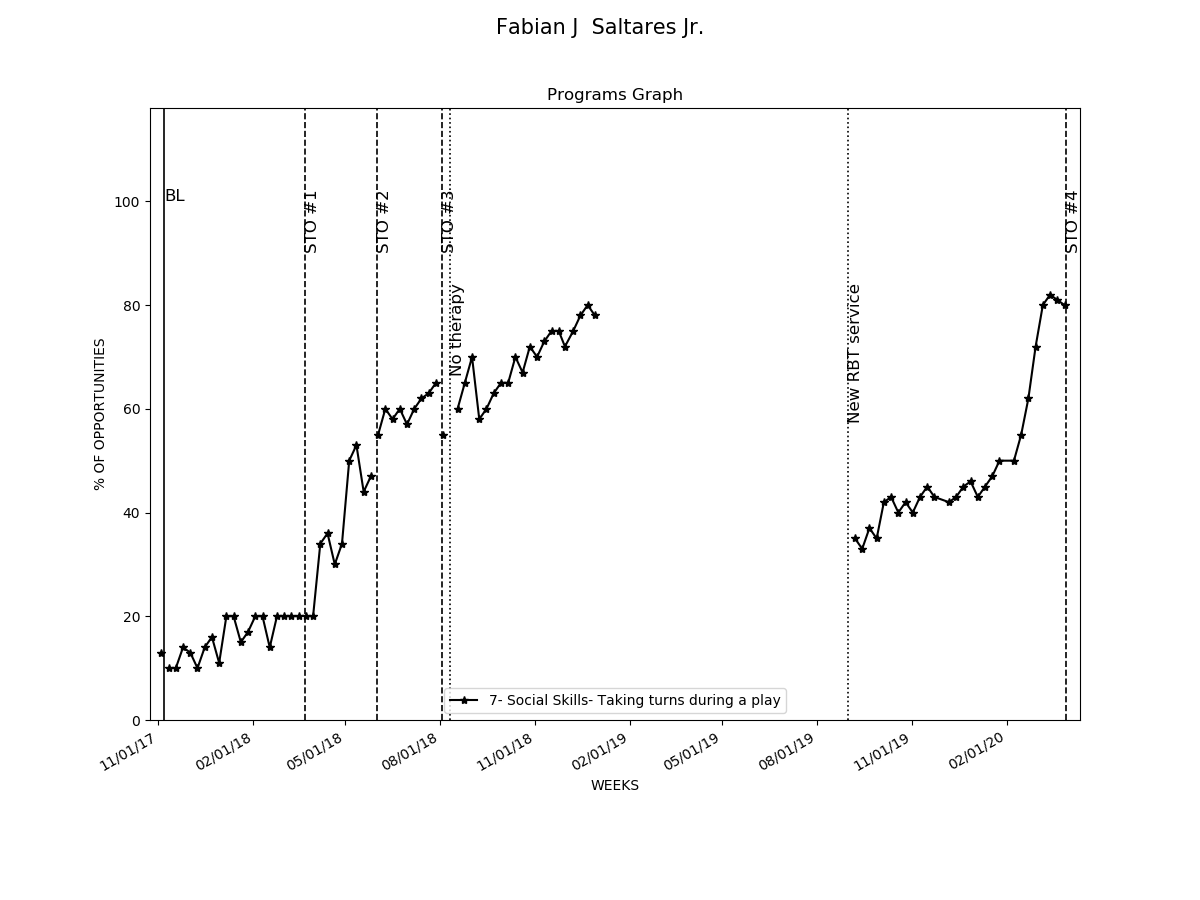 Fabian J  Saltares Jr.
Programs Graph
BL
STO #1
STO #2
STO #3
No therapy
New RBT service
STO #4
% OF OPPORTUNITIES
100
80
60
40
20
0
7- Social Skills- Taking turns during a play
11/01/17
02/01/18
05/01/18
08/01/18
11/01/18
02/01/19
05/01/19
08/01/19
11/01/19
02/01/20
WEEKS